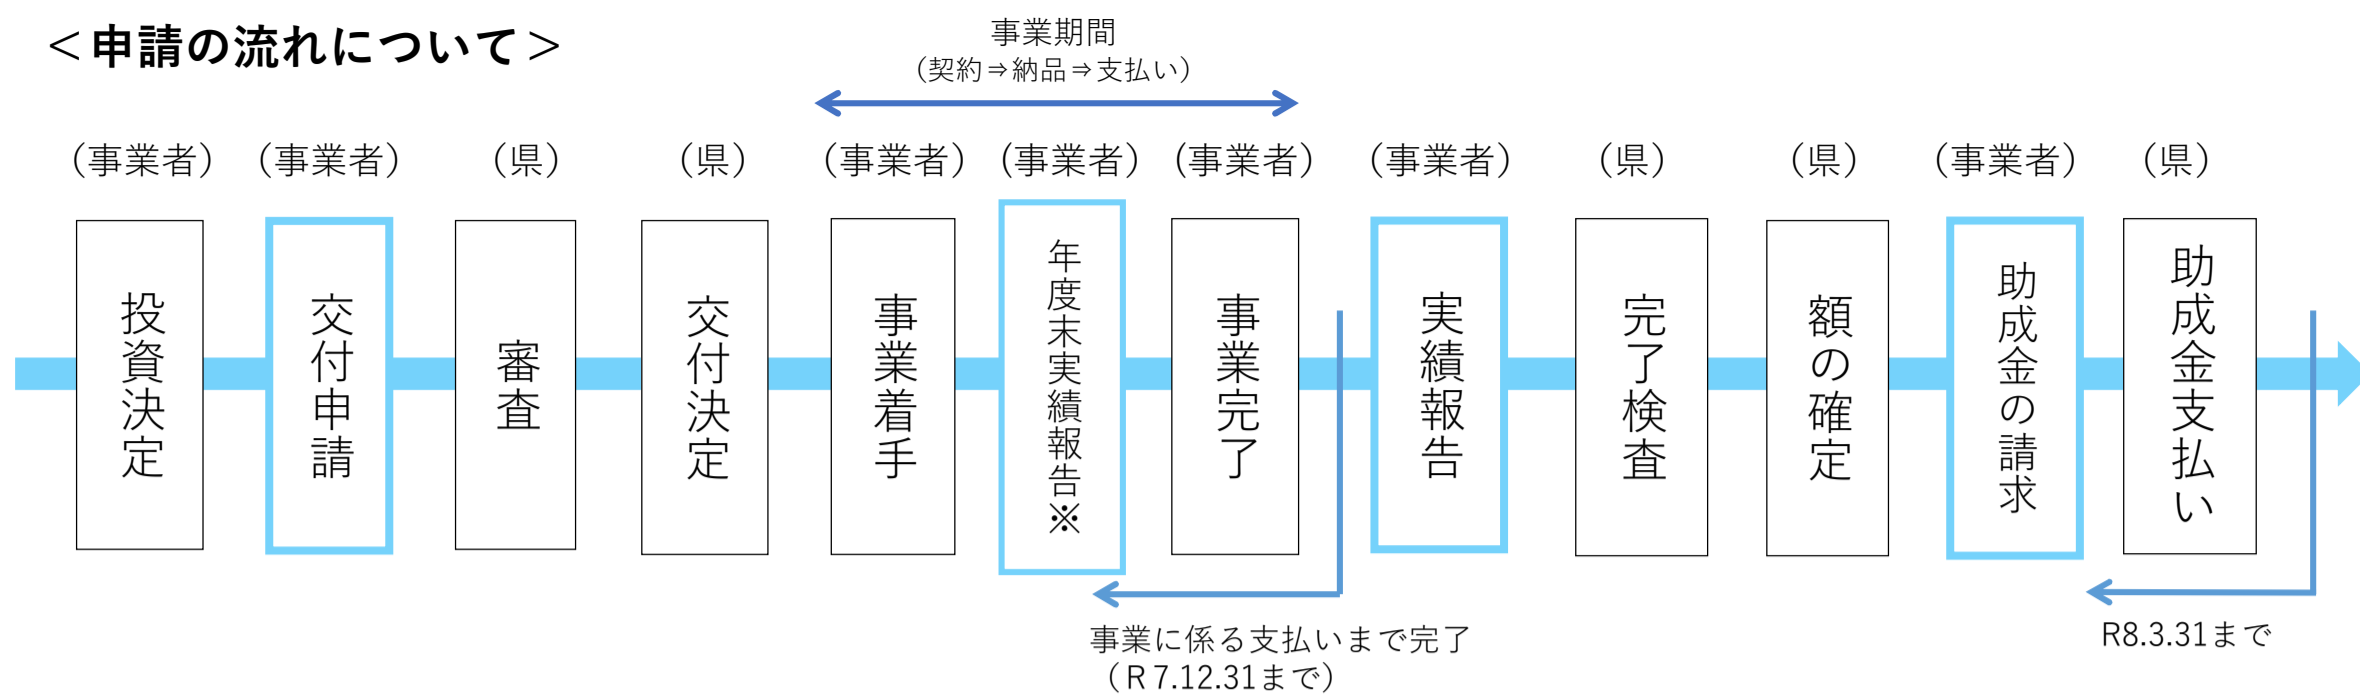 ＜申請の流れについて＞
事業期間
（契約⇒納品⇒支払い）
（事業者）
（事業者）
（県）
（県）
（事業者）
（事業者）
（事業者）
（事業者）
（県）
（県）
（事業者）
（県）
投資決定
交付申請
審査
交付決定
事業着手
年度末実績報告※
事業完了
実績報告
完了検査
額の確定
助成金の請求
助成金支払い
事業に係る支払いまで完了
（Ｒ7.12.31まで）
R8.3.31まで